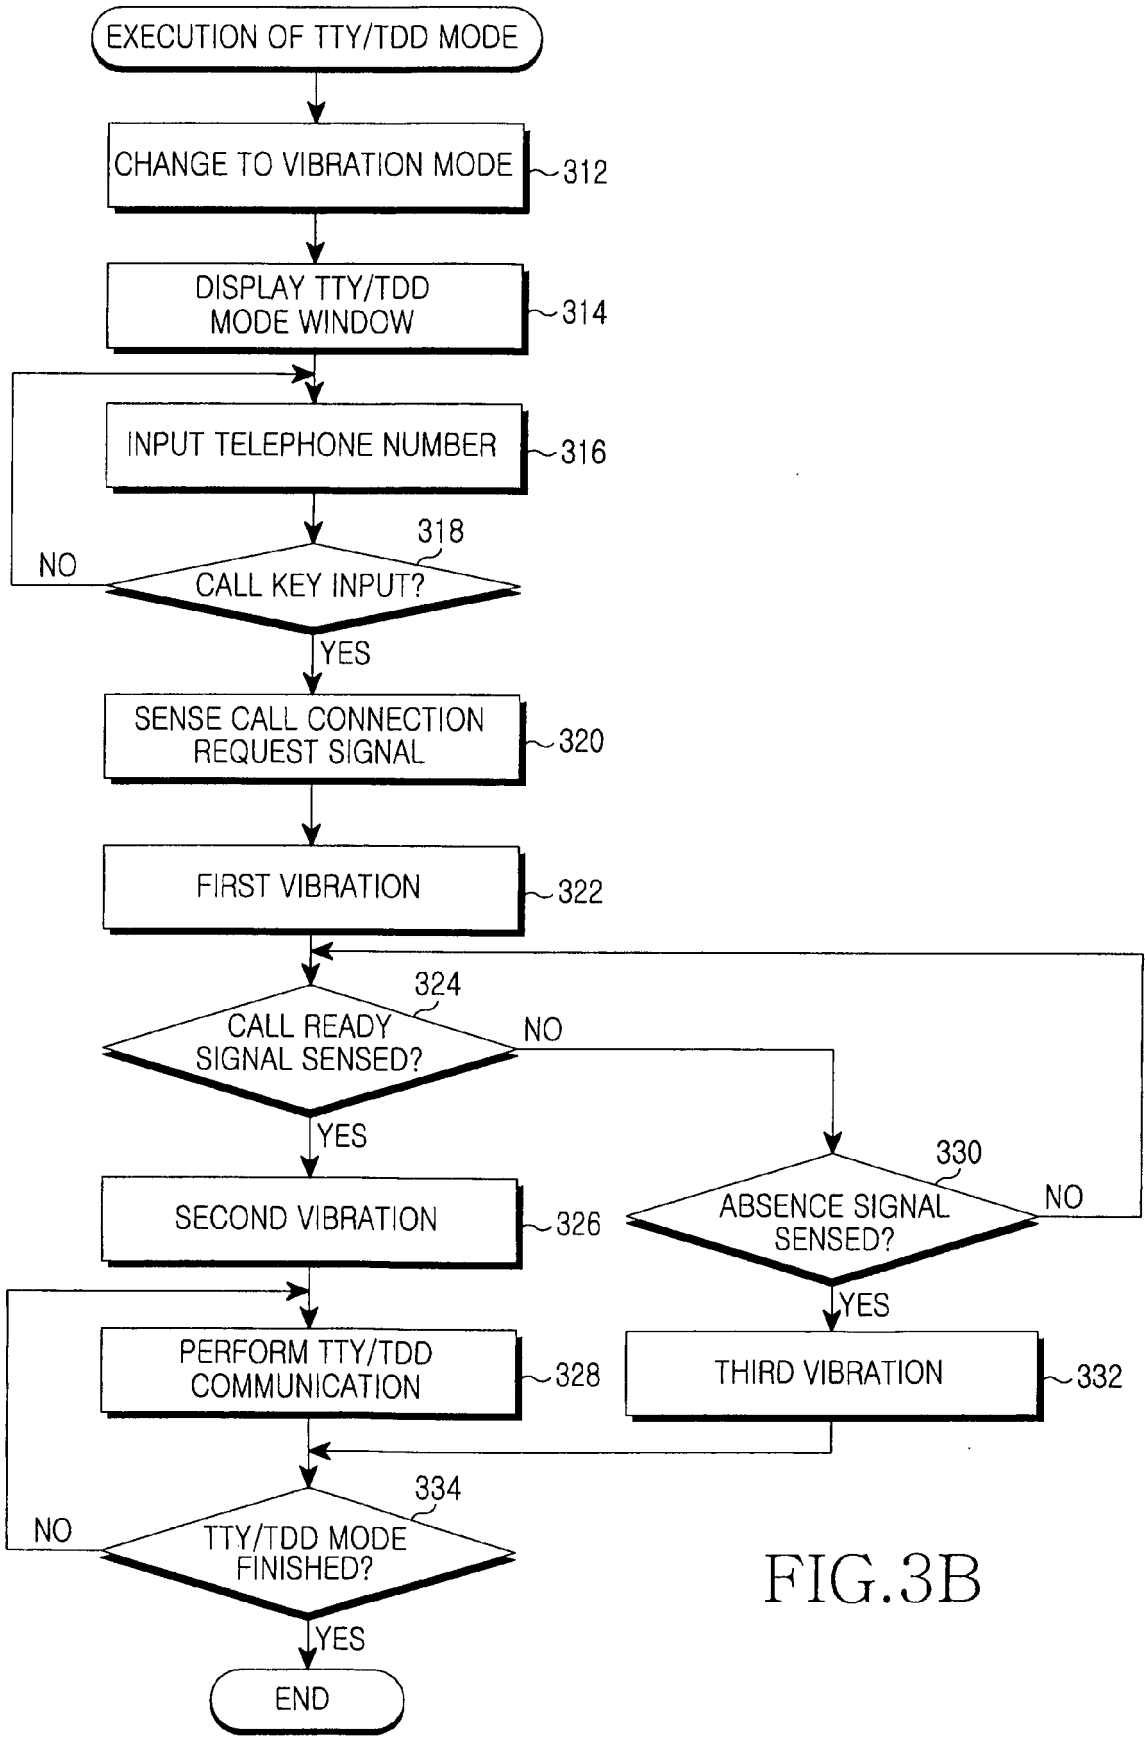 EXECUTION OF TTY/TDD MODE
CHANGE TO VIBRATION MODE
312
DISPLAY TTY/TDD
MODE WINDOW
314
INPUT TELEPHONE NUMBER
316
318
NO
CALL KEY INPUT?
YES
SENSE CALL CONNECTION
REQUEST SIGNAL
320
FIRST VIBRATION
322
324
CALL READY
SIGNAL SENSED?
NO
YES
330
ABSENCE SIGNAL
SENSED?
NO
SECOND VIBRATION
326
YES
PERFORM TTY/TDD
COMMUNICATION
328
THIRD VIBRATION
332
334
NO
TTY/TDD MODE
FINISHED?
YES
END
FIG.3B